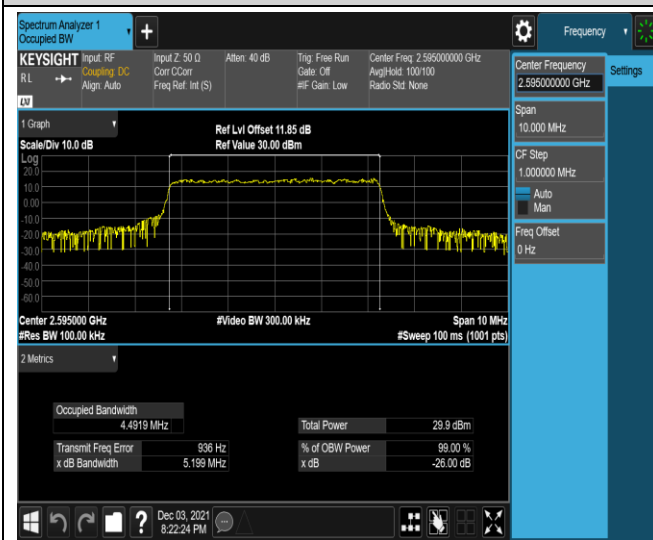 Spectrum Analyzer 1
Occupied BW
+
Frequency
KEYSIGHT
RL
LXI
Input: RF
Coupling: DC
Align: Auto
Input Z: 50 Ω
Corr CCorr
Freq Ref: Int (S)
Atten: 40 dB
Trig: Free Run
Gate: Off
#IF Gain: Low
Center Freq: 2.595000000 GHz
Avg|Hold: 100/100
Radio Std: None
Center Frequency
2.595000000 GHz
Settings
Span
10.000 MHz
CF Step
1.000000 MHz
Auto
Man
Freq Offset
0 Hz
1 Graph
Scale/Div 10.0 dB
Ref Lvl Offset 11.85 dB
Ref Value 30.00 dBm
Log
20.0
10.0
0.00
-10.0
-20.0
-30.0
-40.0
-50.0
-60.0
Center 2.595000 GHz
#Res BW 100.00 kHz
#Video BW 300.00 kHz
Span 10 MHz
#Sweep 100 ms (1001 pts)
2 Metrics
Occupied Bandwidth
4.4919 MHz
Total Power 29.9 dBm
Transmit Freq Error 936 Hz
% of OBW Power 99.00 %
x dB Bandwidth 5.199 MHz
x dB -26.00 dB
?
Dec 03, 2021
8:22:24 PM